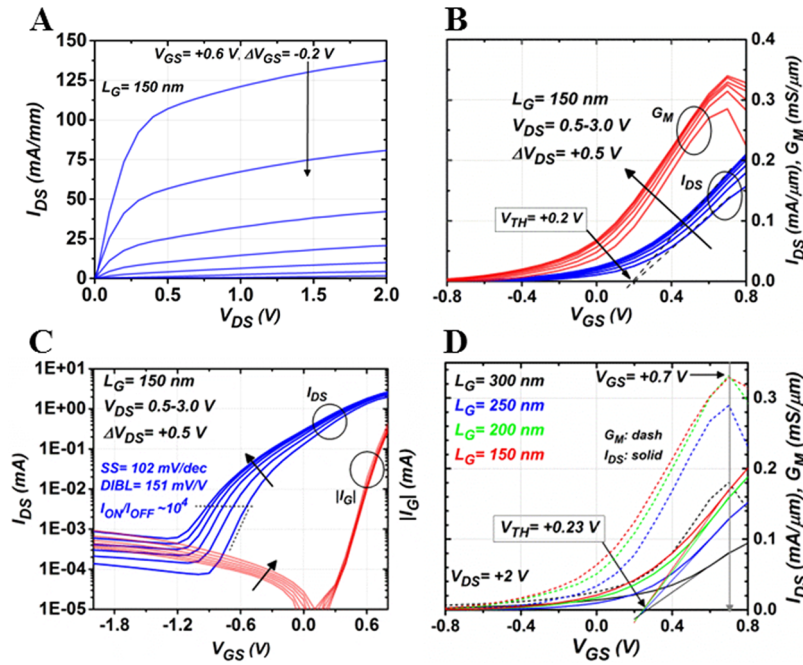 A
B
V_GS= +0.6 V, ΔV_GS= -0.2 V
L_G= 150 nm
I_DS (mA/mm)
150
125
100
75
50
25
0
0.0 0.5 1.0 1.5 2.0
V_DS (V)
L_G= 150 nm
V_DS= 0.5-3.0 V
ΔV_DS= +0.5 V
G_M
I_DS
V_TH= +0.2 V
0.4
0.3
0.2
0.1
0.0
I_DS (mA/μm), G_M (mS/μm)
-0.8 -0.4 0.0 0.4 0.8
V_GS (V)
C
D
1E+01
1E+00
1E-01
1E-02
1E-03
1E-04
1E-05
I_DS (mA)
L_G= 150 nm
V_DS= 0.5-3.0 V
ΔV_DS= +0.5 V
SS= 102 mV/dec
DIBL= 151 mV/V
I_ON/I_OFF ~10^4
I_DS
|I_G|
-1.8 -1.2 -0.6 0.0 0.6
V_GS (V)
|I_G| (mA)
L_G= 300 nm
L_G= 250 nm
L_G= 200 nm
L_G= 150 nm
V_GS= +0.7 V
G_M: dash
I_DS: solid
V_TH= +0.23 V
V_DS= +2 V
0.3
0.2
0.1
0.0
I_DS (mA/μm), G_M (mS/μm)
-0.8 -0.4 0.0 0.4 0.8
V_GS (V)